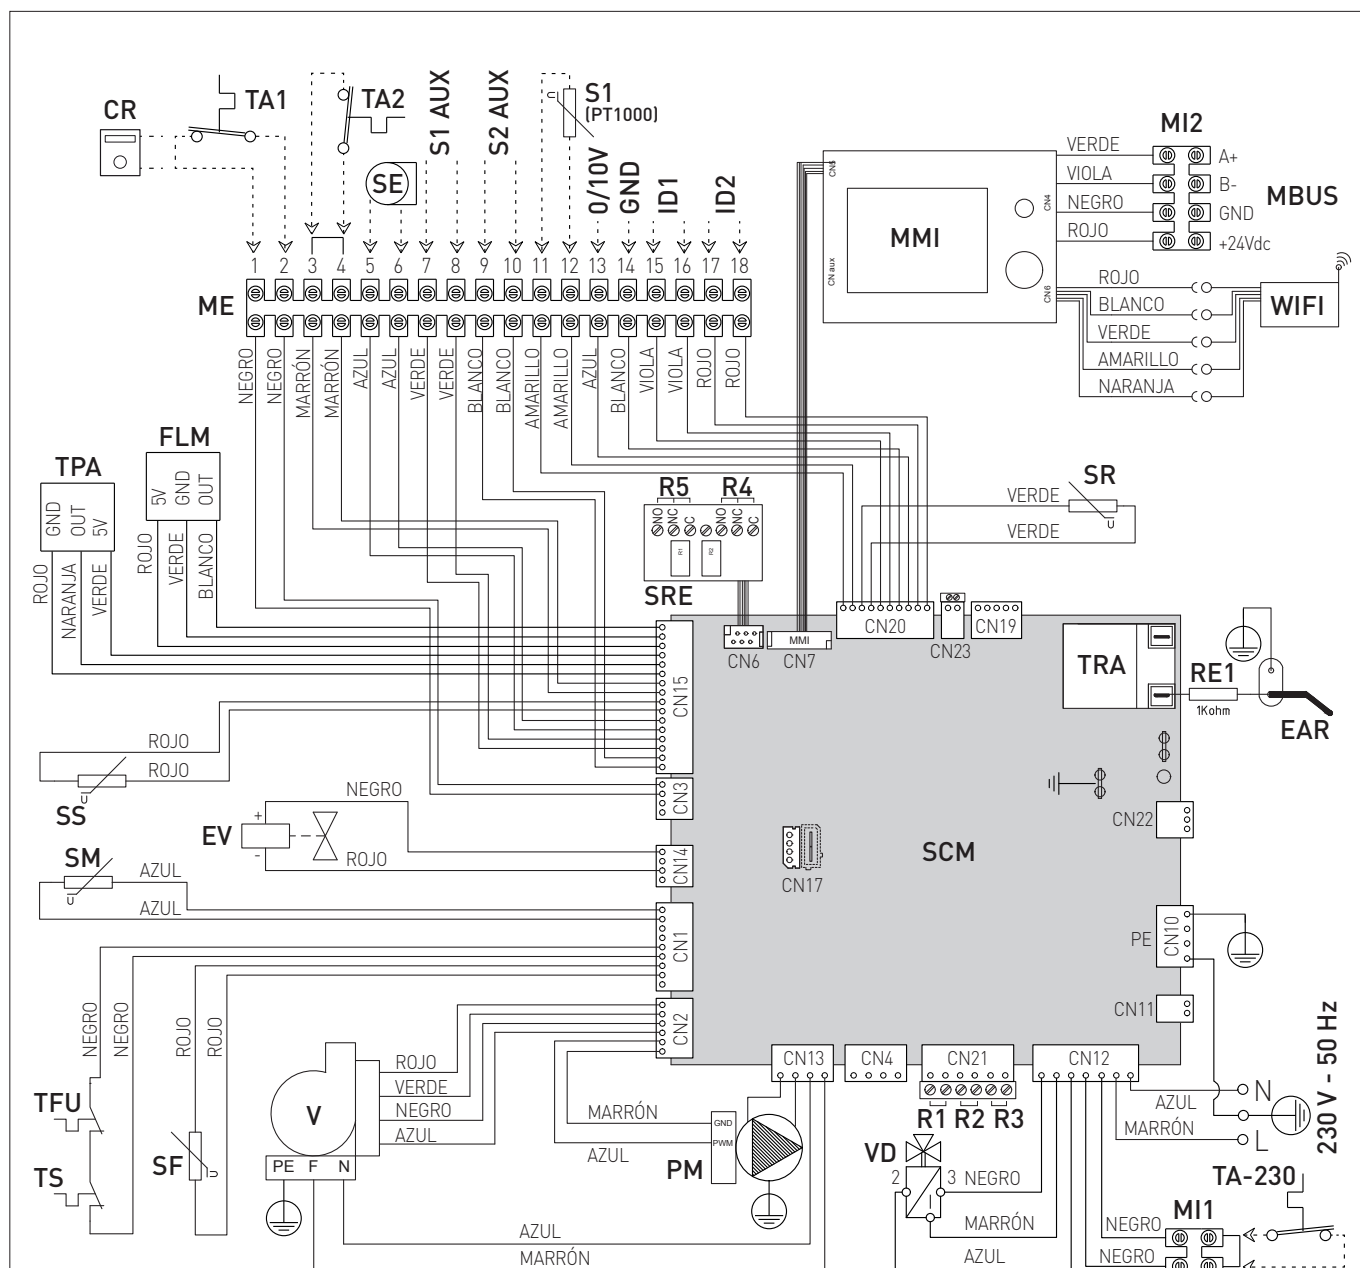 CR
TA1
TA2
SE
S1 AUX
S2 AUX
S1
(PT1000)
0/10V
GND
ID1
ID2
1 2 3 4 5 6 7 8 9 10 11 12 13 14 15 16 17 18
ME
NEGRO
NEGRO
MARRÓN
MARRÓN
AZUL
AZUL
VERDE
VERDE
BLANCO
BLANCO
AMARILLO
AMARILLO
AZUL
BLANCO
VIOLA
VIOLA
ROJO
ROJO
CN5
MMI
CN aux
CN4
CN6
VERDE
VIOLA
NEGRO
ROJO
MI2
A+
B-
GND
+24Vdc
MBUS
ROJO
BLANCO
VERDE
AMARILLO
NARANJA
WIFI
FLM
5V
GND
OUT
ROJO
VERDE
BLANCO
TPA
GND
OUT
5V
ROJO
NARANJA
VERDE
R5 R4
NO
NC
C
NO
NC
C
R1
R2
SRE
VERDE
VERDE
SR
CN6
MMI
CN7
CN20
CN23
CN19
TRA
RE1
1Kohm
EAR
CN15
ROJO
ROJO
SS
CN3
NEGRO
+
EV
-
ROJO
CN14
CN17
SCM
CN22
SM
AZUL
AZUL
CN1
PE
CN10
CN11
NEGRO
NEGRO
ROJO
ROJO
CN2
TFU
TS
SF
V
PE F N
ROJO
VERDE
NEGRO
AZUL
MARRÓN
AZUL
GND
PWM
PM
CN13
CN4
CN21
CN12
R1 R2 R3
VD
2
3 NEGRO
MARRÓN
AZUL
AZUL
MARRÓN
N
AZUL
MARRÓN
L
230 V - 50 Hz
TA-230
MI1
NEGRO
NEGRO